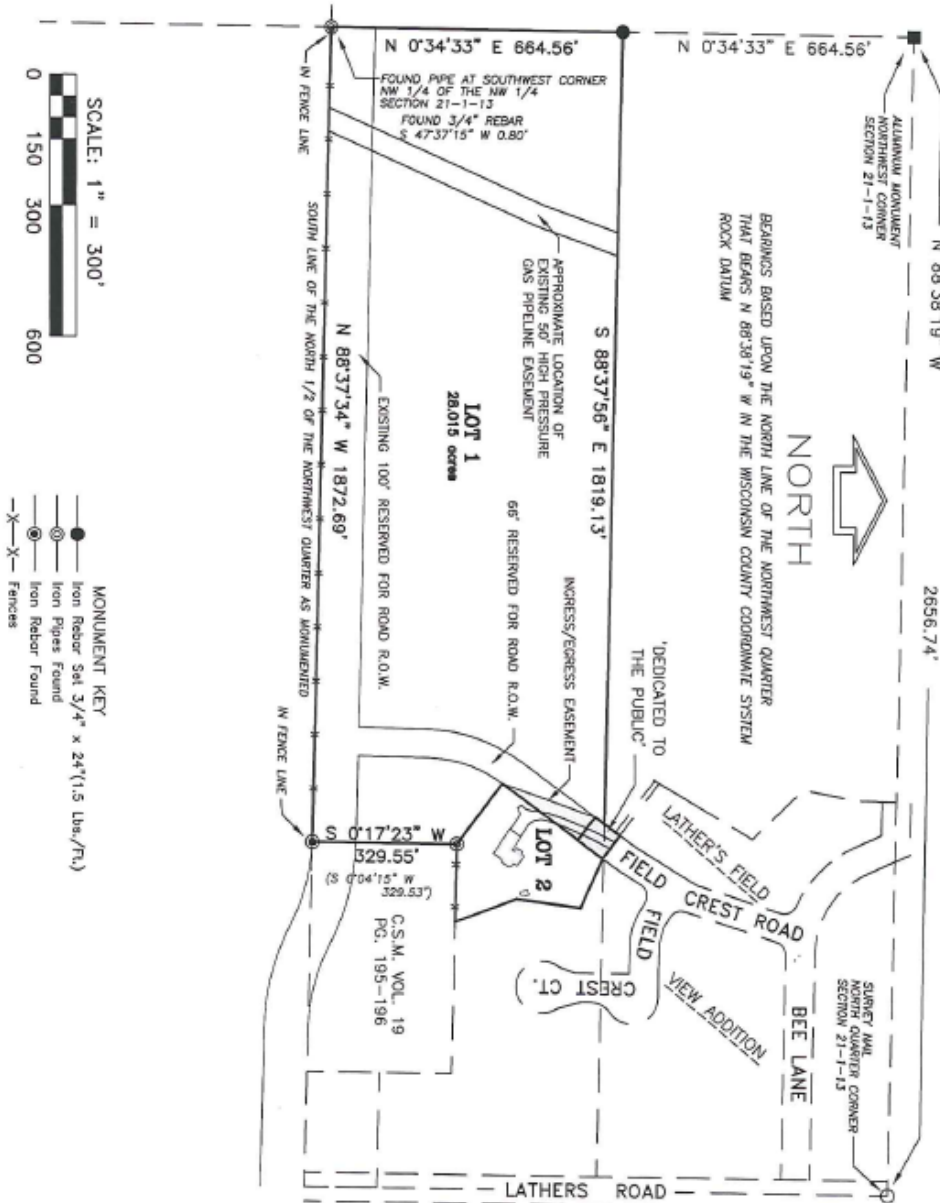 N 88°38'19" W
2656.74'
ALUMINUM MONUMENT
NORTHWEST CORNER
SECTION 21-1-13
SURVEY NAIL
NORTH QUARTER CORNER
SECTION 21-1-13
BEARINGS BASED UPON THE NORTH LINE OF THE NORTHWEST QUARTER
THAT BEARS N 88°38'19" W IN THE WISCONSIN COUNTY COORDINATE SYSTEM
ROCK DATUM
NORTH
N 0°34'33" E 664.56'
N 0°34'33" E 664.56'
BEE LANE
LATHER'S FIELD
VIEW ADDITION
FIELD CREST ROAD
FIELD
CREST CT.
LATHERS ROAD
'DEDICATED TO
THE PUBLIC'
S 88°37'56" E 1819.13'
INGRESS/EGRESS EASEMENT
66' RESERVED FOR ROAD R.O.W.
APPROXIMATE LOCATION OF
EXISTING 50' HIGH PRESSURE
GAS PIPELINE EASEMENT
LOT 1
28.015 acres
LOT 2
FOUND PIPE AT SOUTHWEST CORNER
NW 1/4 OF THE NW 1/4
SECTION 21-1-13
FOUND 3/4" REBAR
S 47°37'15" W 0.80'
EXISTING 100' RESERVED FOR ROAD R.O.W.
N 88°37'34" W 1872.69'
SOUTH LINE OF THE NORTH 1/2 OF THE NORTHWEST QUARTER AS MONUMENTED
IN FENCE LINE
IN FENCE LINE
S 0°17'23" W
329.55'
(S 0°04'15" W
329.53')
C.S.M. VOL. 19
PG. 195-196
SCALE: 1" = 300'
0 150 300 600
MONUMENT KEY
Iron Rebar Set 3/4" x 24"(1.5 Lbs./Ft.)
Iron Pipes Found
Iron Rebar Found
—X—X— Fences